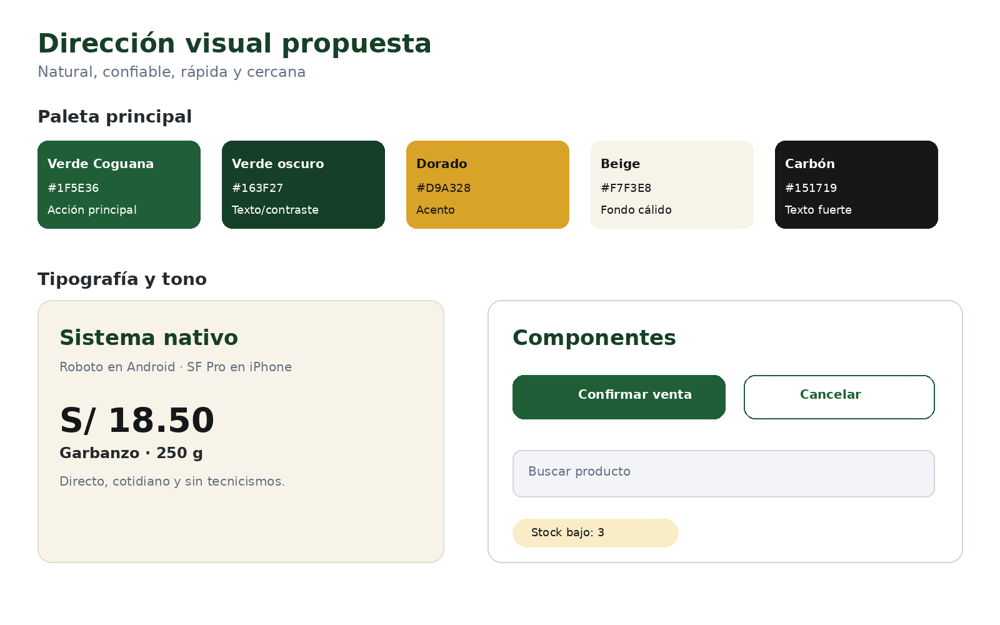 Dirección visual propuesta
Natural, confiable, rápida y cercana
Paleta principal
Verde Coguana
#1F5E36
Acción principal
Verde oscuro
#163F27
Texto/contraste
Dorado
#D9A328
Acento
Beige
#F7F3E8
Fondo cálido
Carbón
#151719
Texto fuerte
Tipografía y tono
Sistema nativo
Roboto en Android · SF Pro en iPhone
S/ 18.50
Garbanzo · 250 g
Directo, cotidiano y sin tecnicismos.
Componentes
Confirmar venta
Cancelar
Buscar producto
Stock bajo: 3